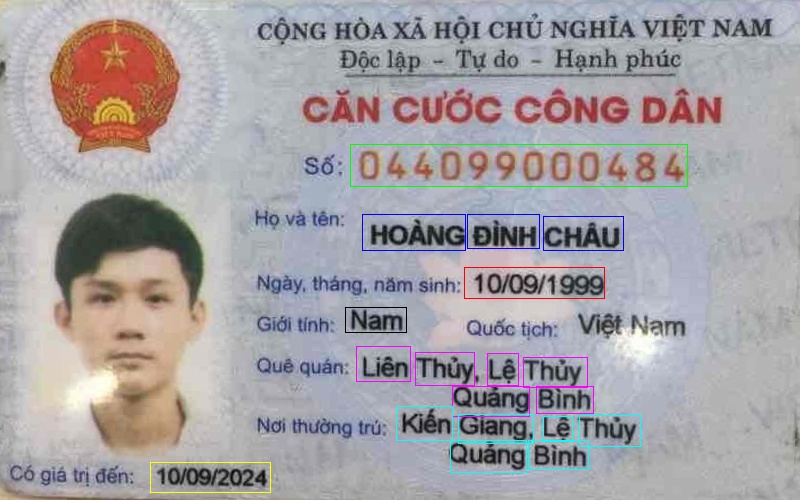 CỘNG HÒA XÃ HỘI CHỦ NGHĨA VIỆT NAM
Độc lập - Tự do - Hạnh phúc
CĂN CƯỚC CÔNG DÂN
Số: 044099000484
Họ và tên: HOÀNG ĐÌNH CHÂU
Ngày, tháng, năm sinh: 10/09/1999
Giới tính: Nam Quốc tịch: Việt Nam
Quê quán: Liên Thủy, Lệ Thủy
Quảng Bình
Nơi thường trú: Kiến Giang, Lệ Thủy
Quảng Bình
Có giá trị đến: 10/09/2024